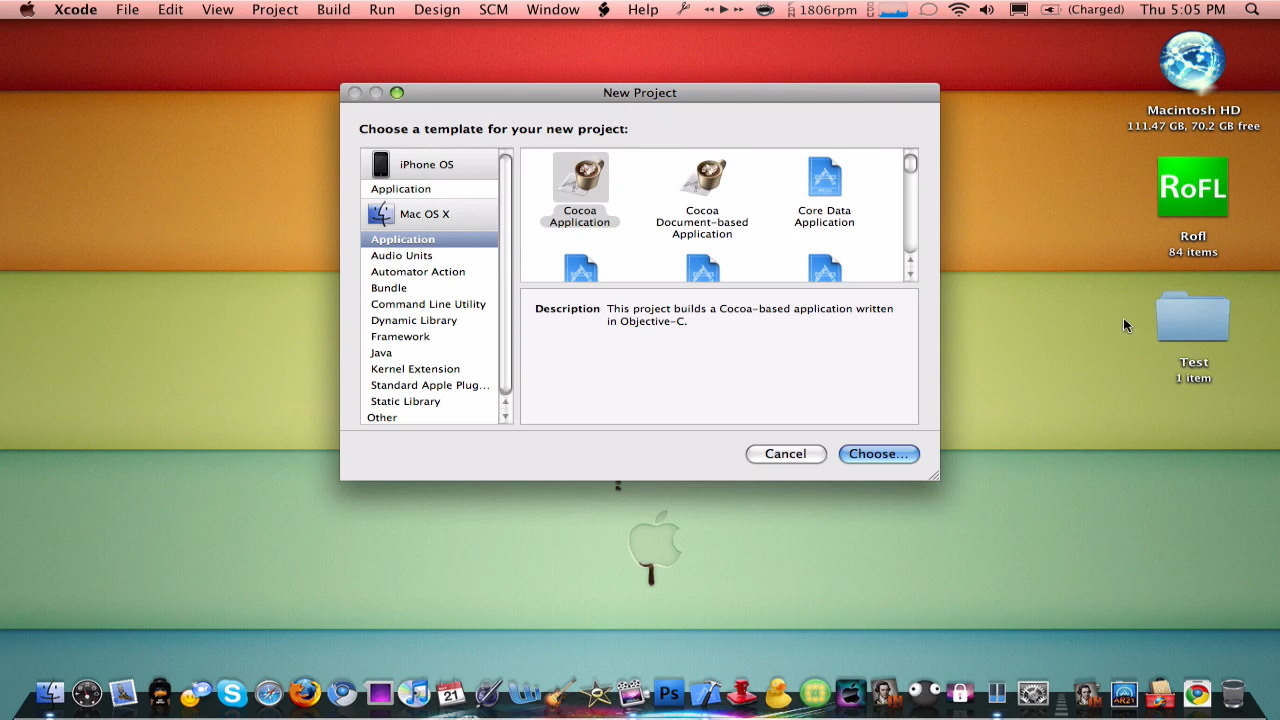 Xcode File Edit View Project Build Run Design SCM Window Help 1806rpm (Charged) Thu 5:05 PM
New Project
Choose a template for your new project:
iPhone OS
Application
Mac OS X
Application
Audio Units
Automator Action
Bundle
Command Line Utility
Dynamic Library
Framework
Java
Kernel Extension
Standard Apple Plug...
Static Library
Other
Cocoa
Application
Cocoa
Document-based
Application
Core Data
Application
Description This project builds a Cocoa-based application written
in Objective-C.
Cancel Choose...
Macintosh HD
111.47 GB, 70.2 GB free
RoFL
Rofl
84 items
Test
1 item
21
Ps
AR21